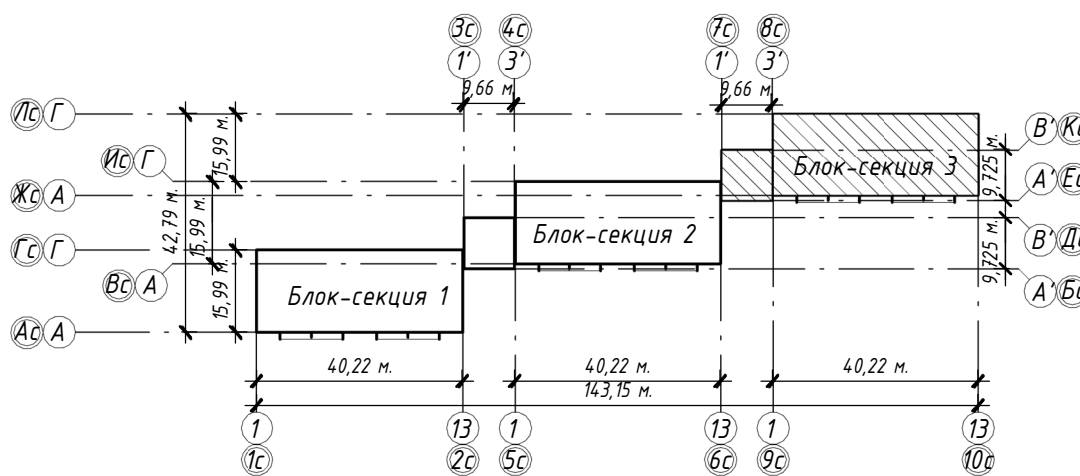 3с 4с 7с 8с
1' 3' 1' 3'
9,66 м. 9,66 м.
Лс Г
В' Кс
Ис Г
15,99 м.
Блок-секция 3
9,725 м.
Жс А
А' Ес
42,79 м.
15,99 м.
Гс Г
Блок-секция 2
В' Дс
9,725 м.
Вс А
Блок-секция 1
15,99 м.
А' Бс
Ас А
40,22 м. 40,22 м. 40,22 м.
143,15 м.
1 13 1 13 1 13
1с 2с 5с 6с 9с 10с